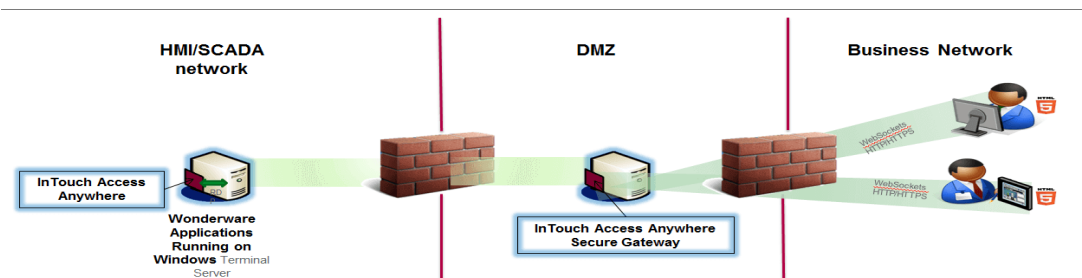 HMI/SCADA
network
DMZ
Business Network
HTML
5
WebSockets
HTTP/HTTPS
InTouch Access
Anywhere
WebSockets
HTTP/HTTPS
HTML
5
Wonderware
Applications
Running on
Windows Terminal
Server
InTouch Access Anywhere
Secure Gateway